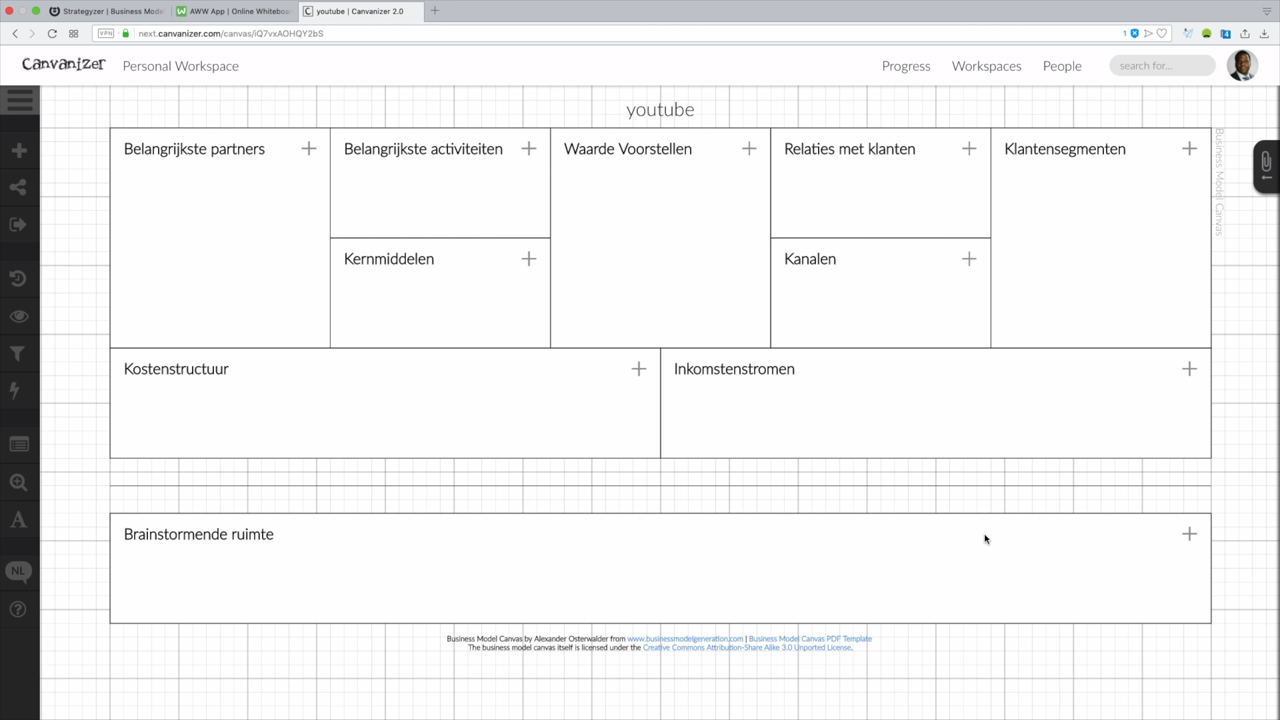 Strategyzer | Business Mode
AWW App | Online Whiteboa
youtube | Canvanizer 2.0
VPN
next.canvanizer.com/canvas/iQ7vxAOHQY2bS
1
4
Canvanizer
Personal Workspace
Progress
Workspaces
People
search for...
youtube
Belangrijkste partners
Belangrijkste activiteiten
Waarde Voorstellen
Relaties met klanten
Klantensegmenten
Business Model Canvas
Kernmiddelen
Kanalen
Kostenstructuur
Inkomstenstromen
Brainstormende ruimte
A
NL
Business Model Canvas by Alexander Osterwalder from www.businessmodelgeneration.com | Business Model Canvas PDF Template
The business model canvas itself is licensed under the Creative Commons Attribution-Share Alike 3.0 Unported License.